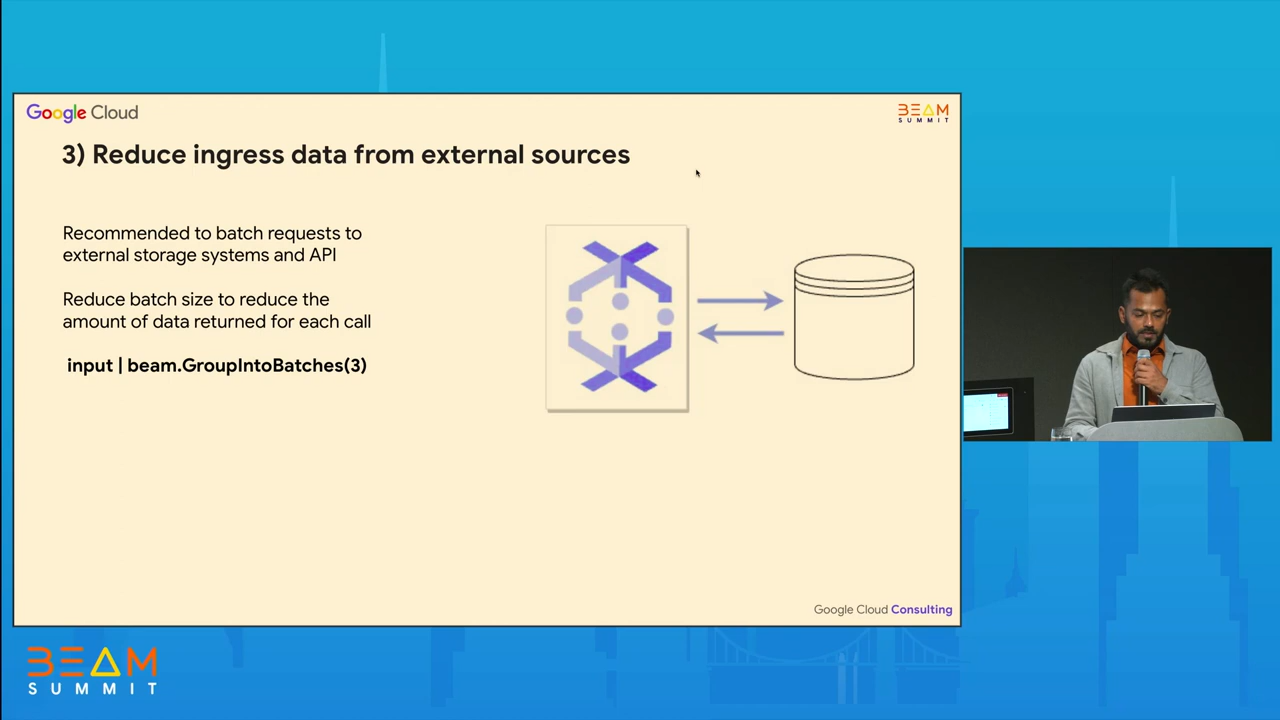 Google Cloud
BEAM
SUMMIT
3) Reduce ingress data from external sources
Recommended to batch requests to
external storage systems and API
Reduce batch size to reduce the
amount of data returned for each call
input | beam.GroupIntoBatches(3)
Google Cloud Consulting
BEAM
SUMMIT